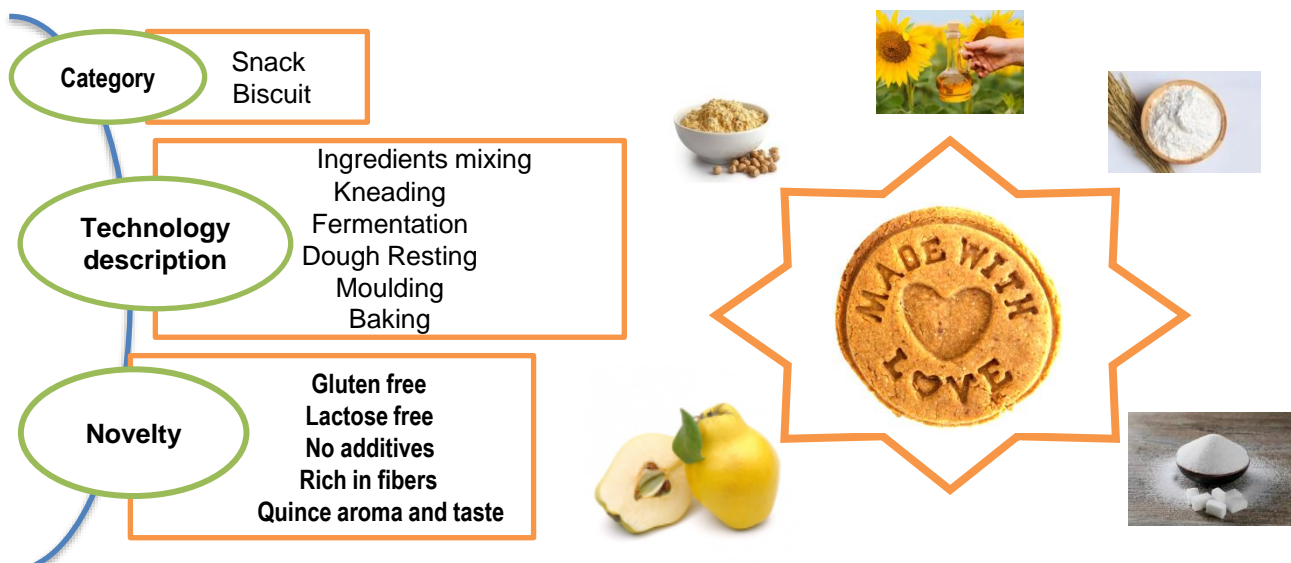 Category
Snack
Biscuit
Technology
description
Ingredients mixing
Kneading
Fermentation
Dough Resting
Moulding
Baking
Novelty
Gluten free
Lactose free
No additives
Rich in fibers
Quince aroma and taste
MADE WITH
LOVE